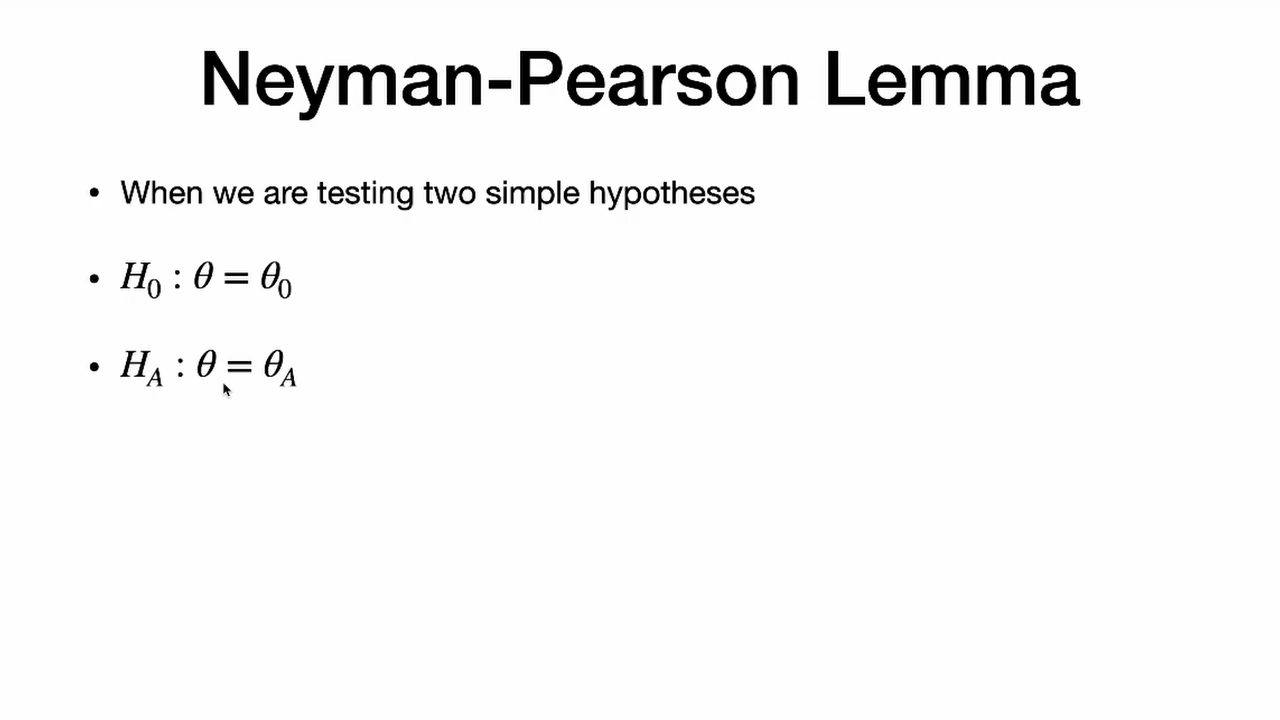 Neyman-Pearson Lemma
• When we are testing two simple hypotheses
• H₀ : θ = θ₀
• H_A : θ = θ_A